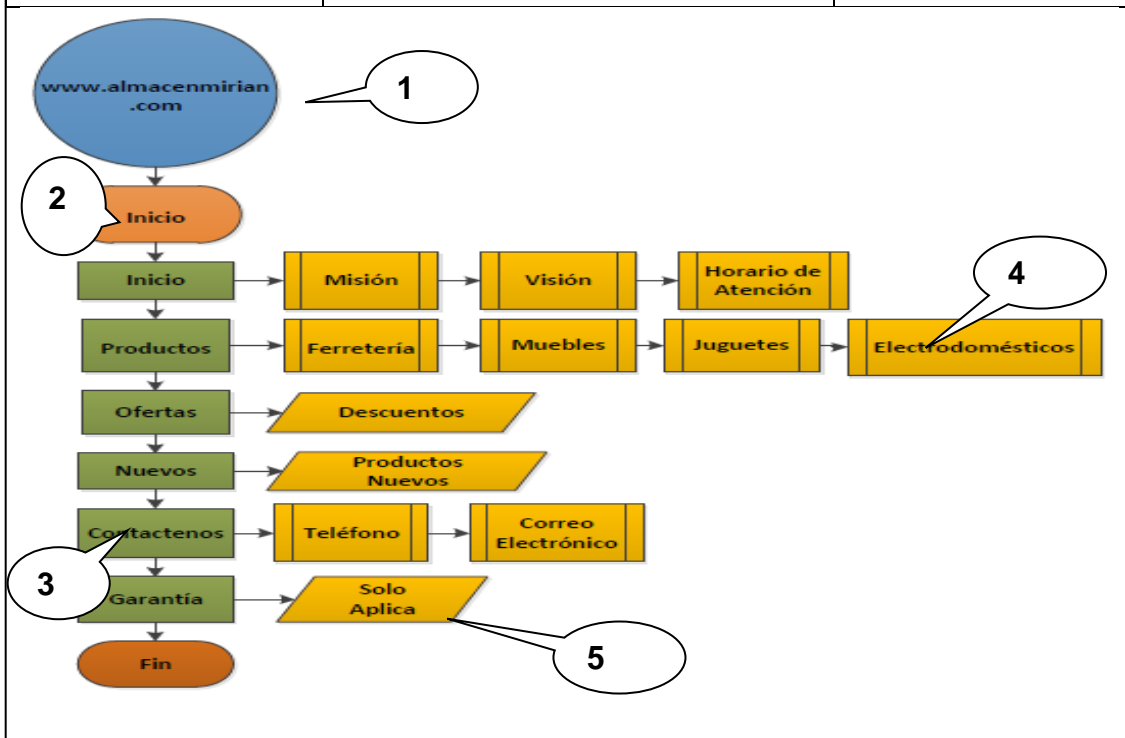 www.almacenmirian
.com
1
2
Inicio
Inicio
Misión
Visión
Horario de
Atención
4
Productos
Ferretería
Muebles
Juguetes
Electrodomésticos
Ofertas
Descuentos
Nuevos
Productos
Nuevos
Contactenos
Teléfono
Correo
Electrónico
3
Garantía
Solo
Aplica
5
Fin